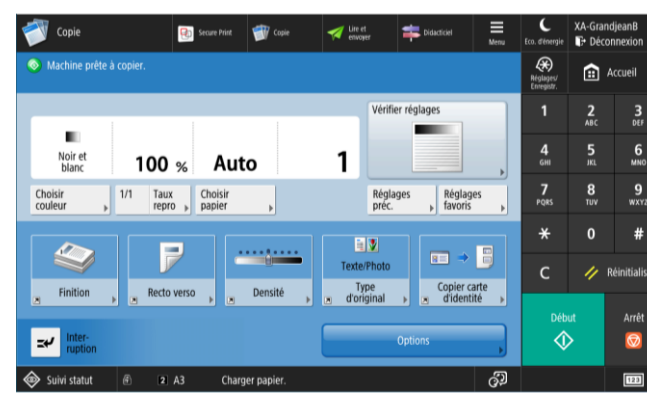 Copie
Secure Print
Copie
Lire et
envoyer
Didacticiel
Menu
Eco. d'énergie
XA-GrandjeanB
Déconnexion
Machine prête à copier.
Réglages/
Enregistr.
Accueil
Noir et
blanc
100 %
Auto
1
Vérifier réglages
Choisir
couleur
1/1
Taux
repro
Choisir
papier
Réglages
préc.
Réglages
favoris
Finition
Recto verso
Densité
Texte/Photo
Type
d'original
Copier carte
d'identité
Inter-
ruption
Options
1
2
ABC
3
DEF
4
GHI
5
JKL
6
MNO
7
PQRS
8
TUV
9
WXYZ
0
#
C
Réinitialis
Début
Arrêt
Suivi statut
2 A3
Charger papier.
123